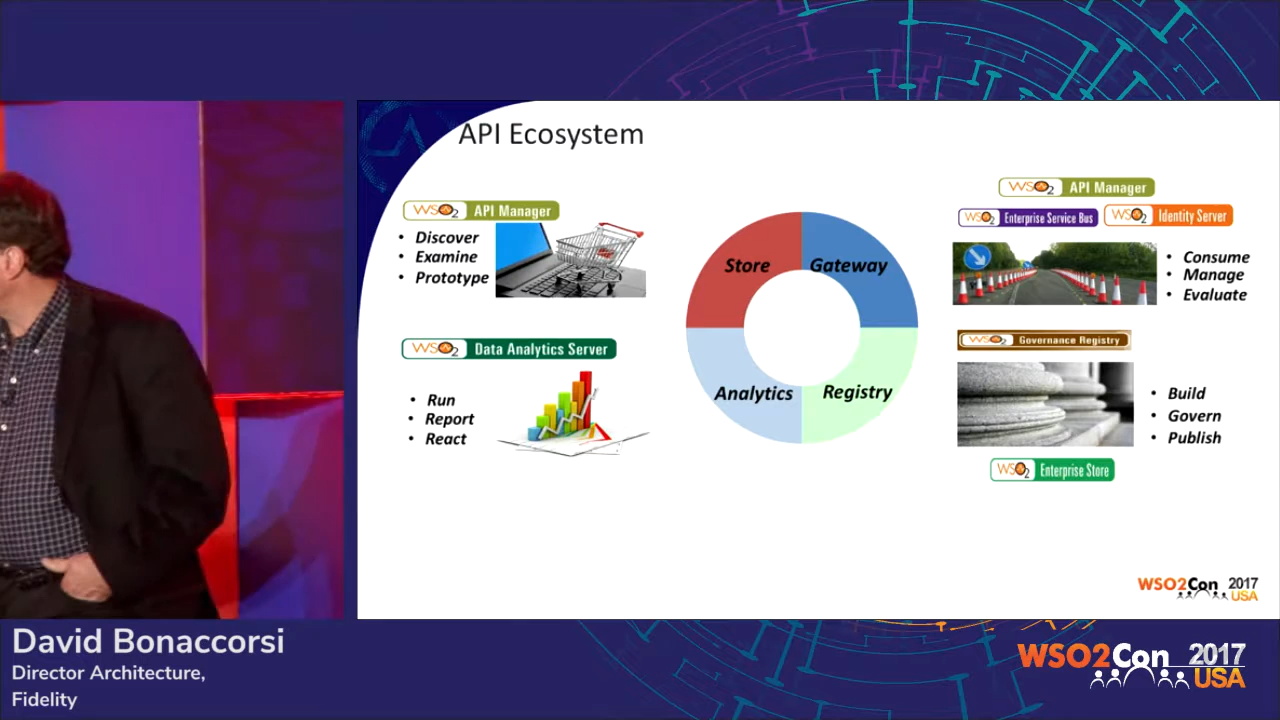 API Ecosystem
WSO2 API Manager
• Discover
• Examine
• Prototype
WSO2 Data Analytics Server
• Run
• Report
• React
Store
Gateway
Analytics
Registry
WSO2 API Manager
WSO2 Enterprise Service Bus
WSO2 Identity Server
• Consume
• Manage
• Evaluate
WSO2 Governance Registry
• Build
• Govern
• Publish
WSO2 Enterprise Store
WSO2Con 2017
USA
David Bonaccorsi
Director Architecture,
Fidelity
WSO2Con 2017
USA